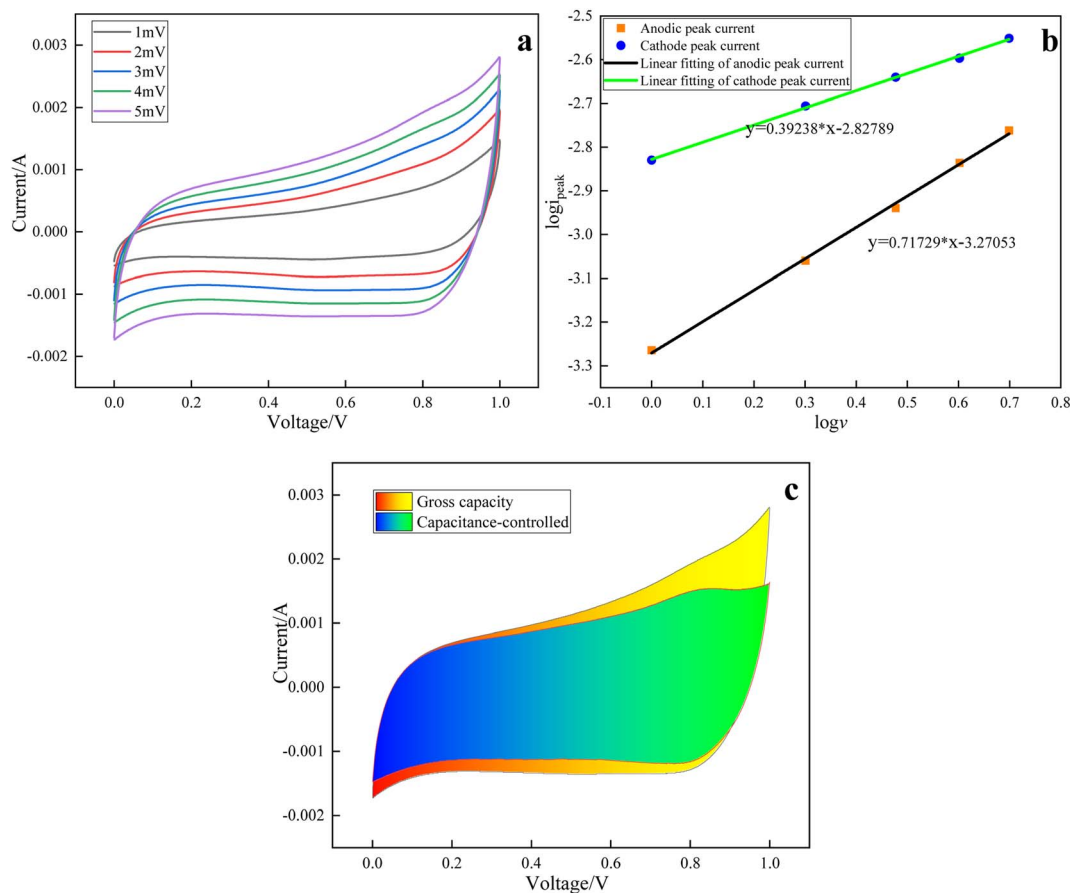 a
1mV
2mV
3mV
4mV
5mV
0.003
0.002
0.001
0.000
-0.001
-0.002
Current/A
0.0
0.2
0.4
0.6
0.8
1.0
Voltage/V
b
Anodic peak current
Cathode peak current
Linear fitting of anodic peak current
Linear fitting of cathode peak current
y=0.39238*x-2.82789
y=0.71729*x-3.27053
-2.5
-2.6
-2.7
-2.8
-2.9
-3.0
-3.1
-3.2
-3.3
logi_peak
-0.1
0.0
0.1
0.2
0.3
0.4
0.5
0.6
0.7
0.8
logv
c
Gross capacity
Capacitance-controlled
0.003
0.002
0.001
0.000
-0.001
-0.002
Current/A
0.0
0.2
0.4
0.6
0.8
1.0
Voltage/V